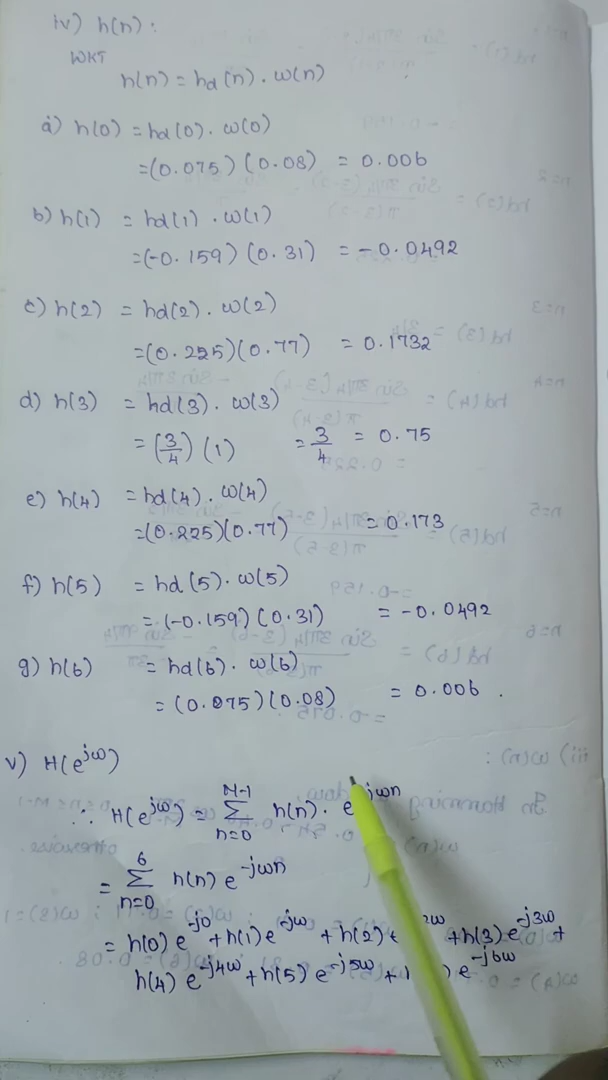 iv) h(n) :
WKT
h(n) = hd(n) . w(n)
a) h(0) = hd(0) . w(0)
= (0.075) (0.08) = 0.006
b) h(1) = hd(1) . w(1)
= (-0.159) (0.31) = -0.0492
c) h(2) = hd(2) . w(2)
= (0.225) (0.77) = 0.1732
d) h(3) = hd(3) . w(3)
= (3/4) (1) = 3/4 = 0.75
e) h(4) = hd(4) . w(4)
= (0.225) (0.77) = 0.173
f) h(5) = hd(5) . w(5)
= (-0.159) (0.31) = -0.0492
g) h(6) = hd(6) . w(6)
= (0.075) (0.08) = 0.006 .
v) H(e^jω)
∴ H(e^jω) = Σ_{n=0}^{N-1} h(n) . e^-jωn
= Σ_{n=0}^{6} h(n) e^-jωn
= h(0) e^-j0 + h(1) e^-jω + h(2) 2ω + h(3) e^-j3ω +
h(4) e^-j4ω + h(5) e^-j5ω + e^-j6ω